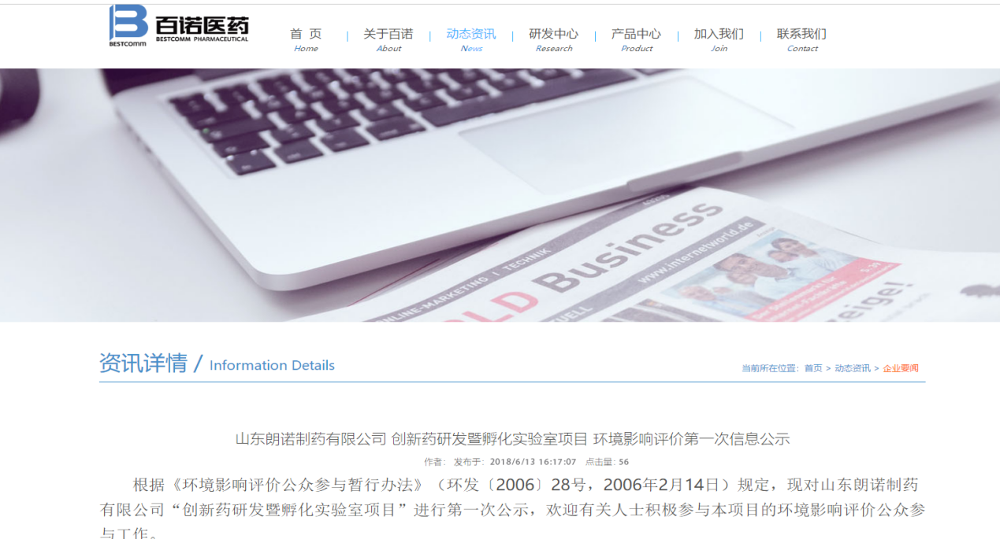 百诺医药
BESTCOMM PHARMACEUTICAL
BESTCOMM
首 页 关于百诺 动态资讯 研发中心 产品中心 加入我们 联系我们
Home About News Research Product Join Contact
63205
ONLINE-MARKETING I TECHNIK
LD Business
www.internetworld.de
Anzeige
S. 39
Der Stellenmarkt für
zeige!
资讯详情 / Information Details
当前所在位置: 首页 > 动态资讯 > 企业要闻
山东朗诺制药有限公司 创新药研发暨孵化实验室项目 环境影响评价第一次信息公示
作者: 发布于: 2018/6/13 16:17:07 点击量: 56
根据《环境影响评价公众参与暂行办法》（环发〔2006〕28号，2006年2月14日）规定，现对山东朗诺制药
有限公司“创新药研发暨孵化实验室项目”进行第一次公示，欢迎有关人士积极参与本项目的环境影响评价公众参
与工作。